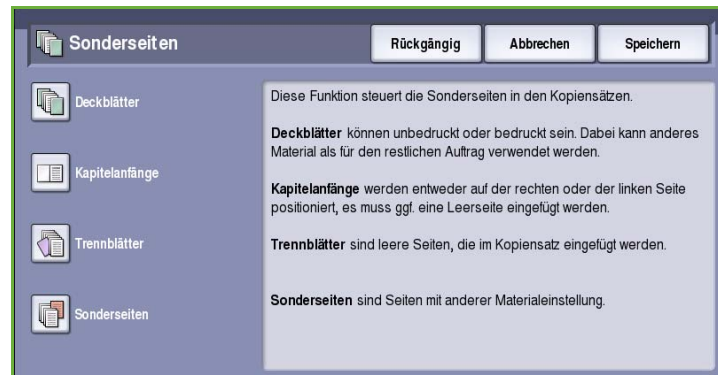 Sonderseiten
Rückgängig
Abbrechen
Speichern
Deckblätter
Kapitelanfänge
Trennblätter
Sonderseiten
Diese Funktion steuert die Sonderseiten in den Kopiensätzen.
Deckblätter können unbedruckt oder bedruckt sein. Dabei kann anderes
Material als für den restlichen Auftrag verwendet werden.
Kapitelanfänge werden entweder auf der rechten oder der linken Seite
positioniert, es muss ggf. eine Leerseite eingefügt werden.
Trennblätter sind leere Seiten, die im Kopiensatz eingefügt werden.
Sonderseiten sind Seiten mit anderer Materialeinstellung.